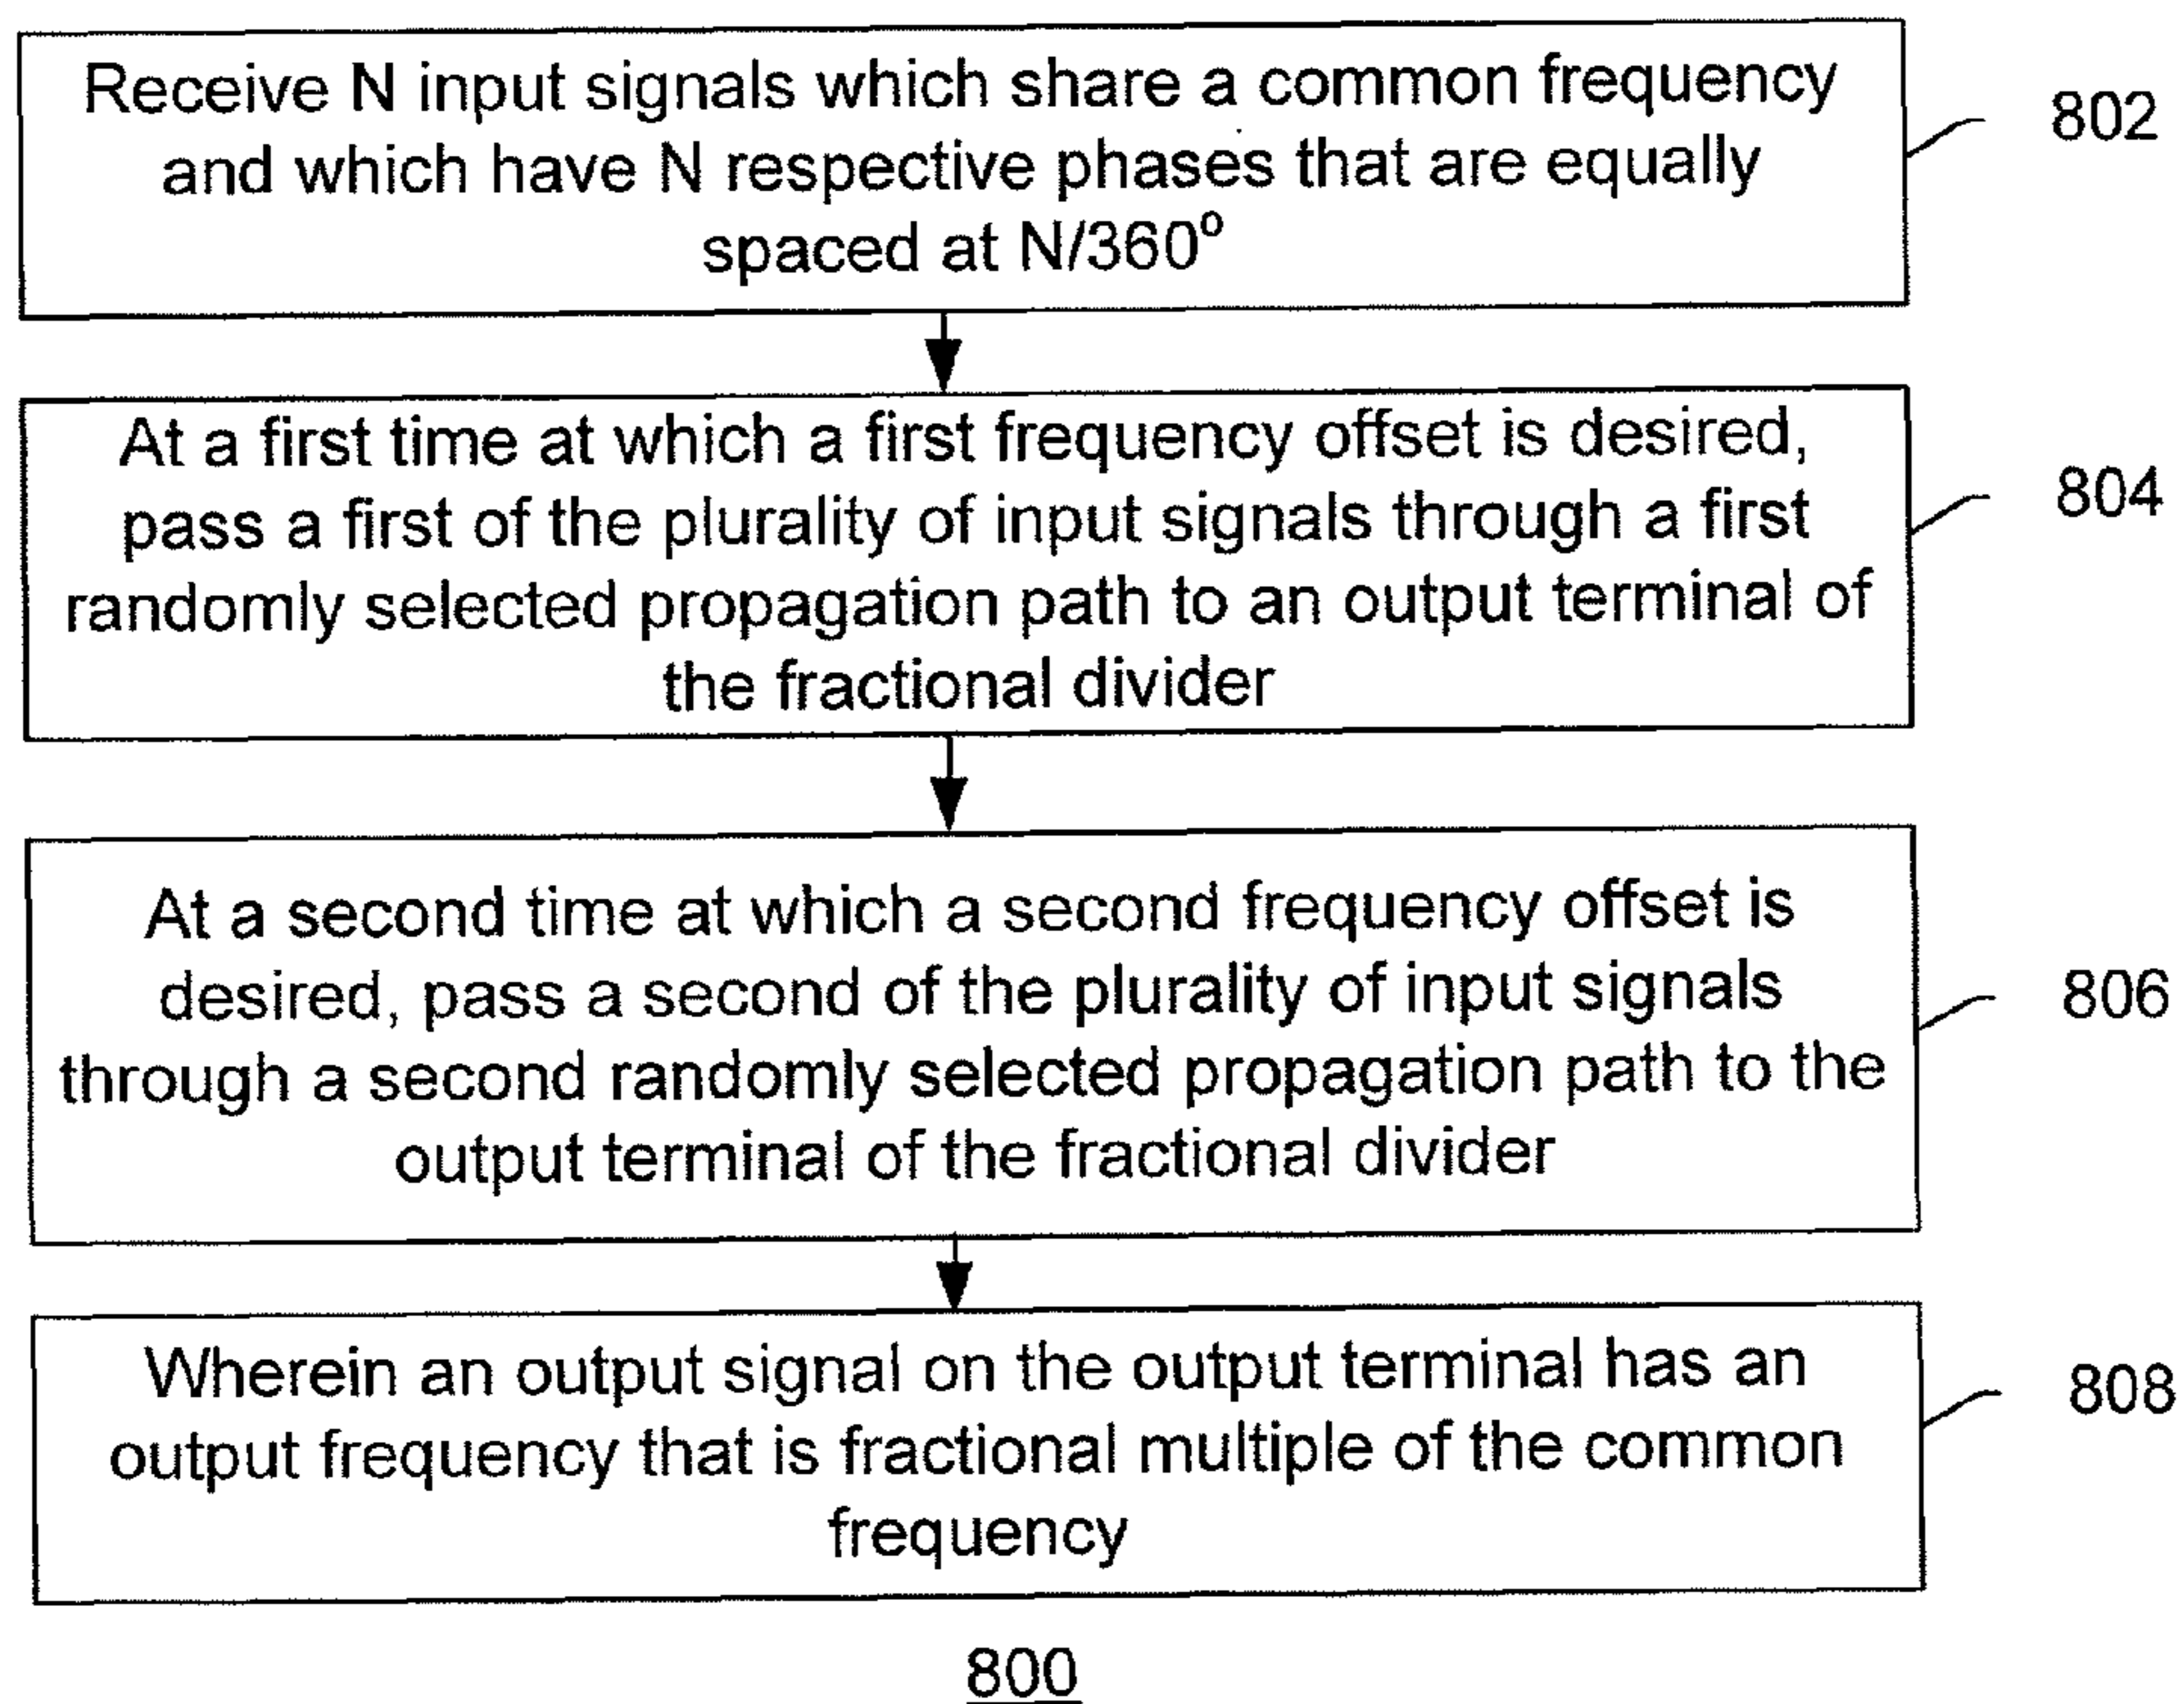 Receive N input signals which share a common frequency
and which have N respective phases that are equally
spaced at N/360º
802
At a first time at which a first frequency offset is desired,
pass a first of the plurality of input signals through a first
randomly selected propagation path to an output terminal of
the fractional divider
804
At a second time at which a second frequency offset is
desired, pass a second of the plurality of input signals
through a second randomly selected propagation path to the
output terminal of the fractional divider
806
Wherein an output signal on the output terminal has an
output frequency that is fractional multiple of the common
frequency
808
800